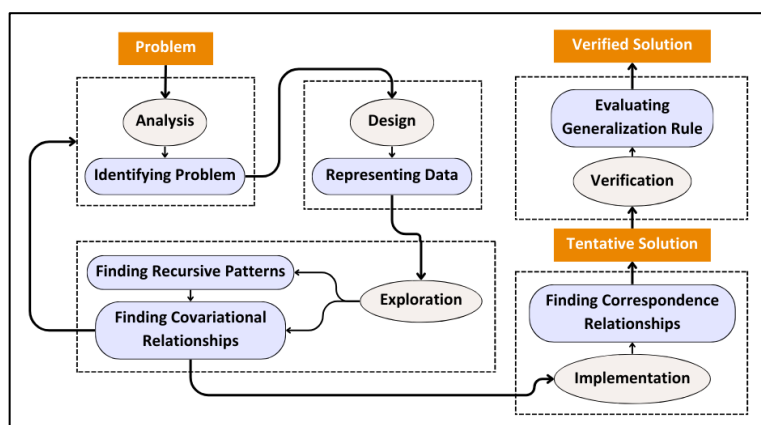 Problem
Analysis
Identifying Problem
Design
Representing Data
Finding Recursive Patterns
Finding Covariational
Relationships
Exploration
Verified Solution
Evaluating
Generalization Rule
Verification
Tentative Solution
Finding Correspondence
Relationships
Implementation